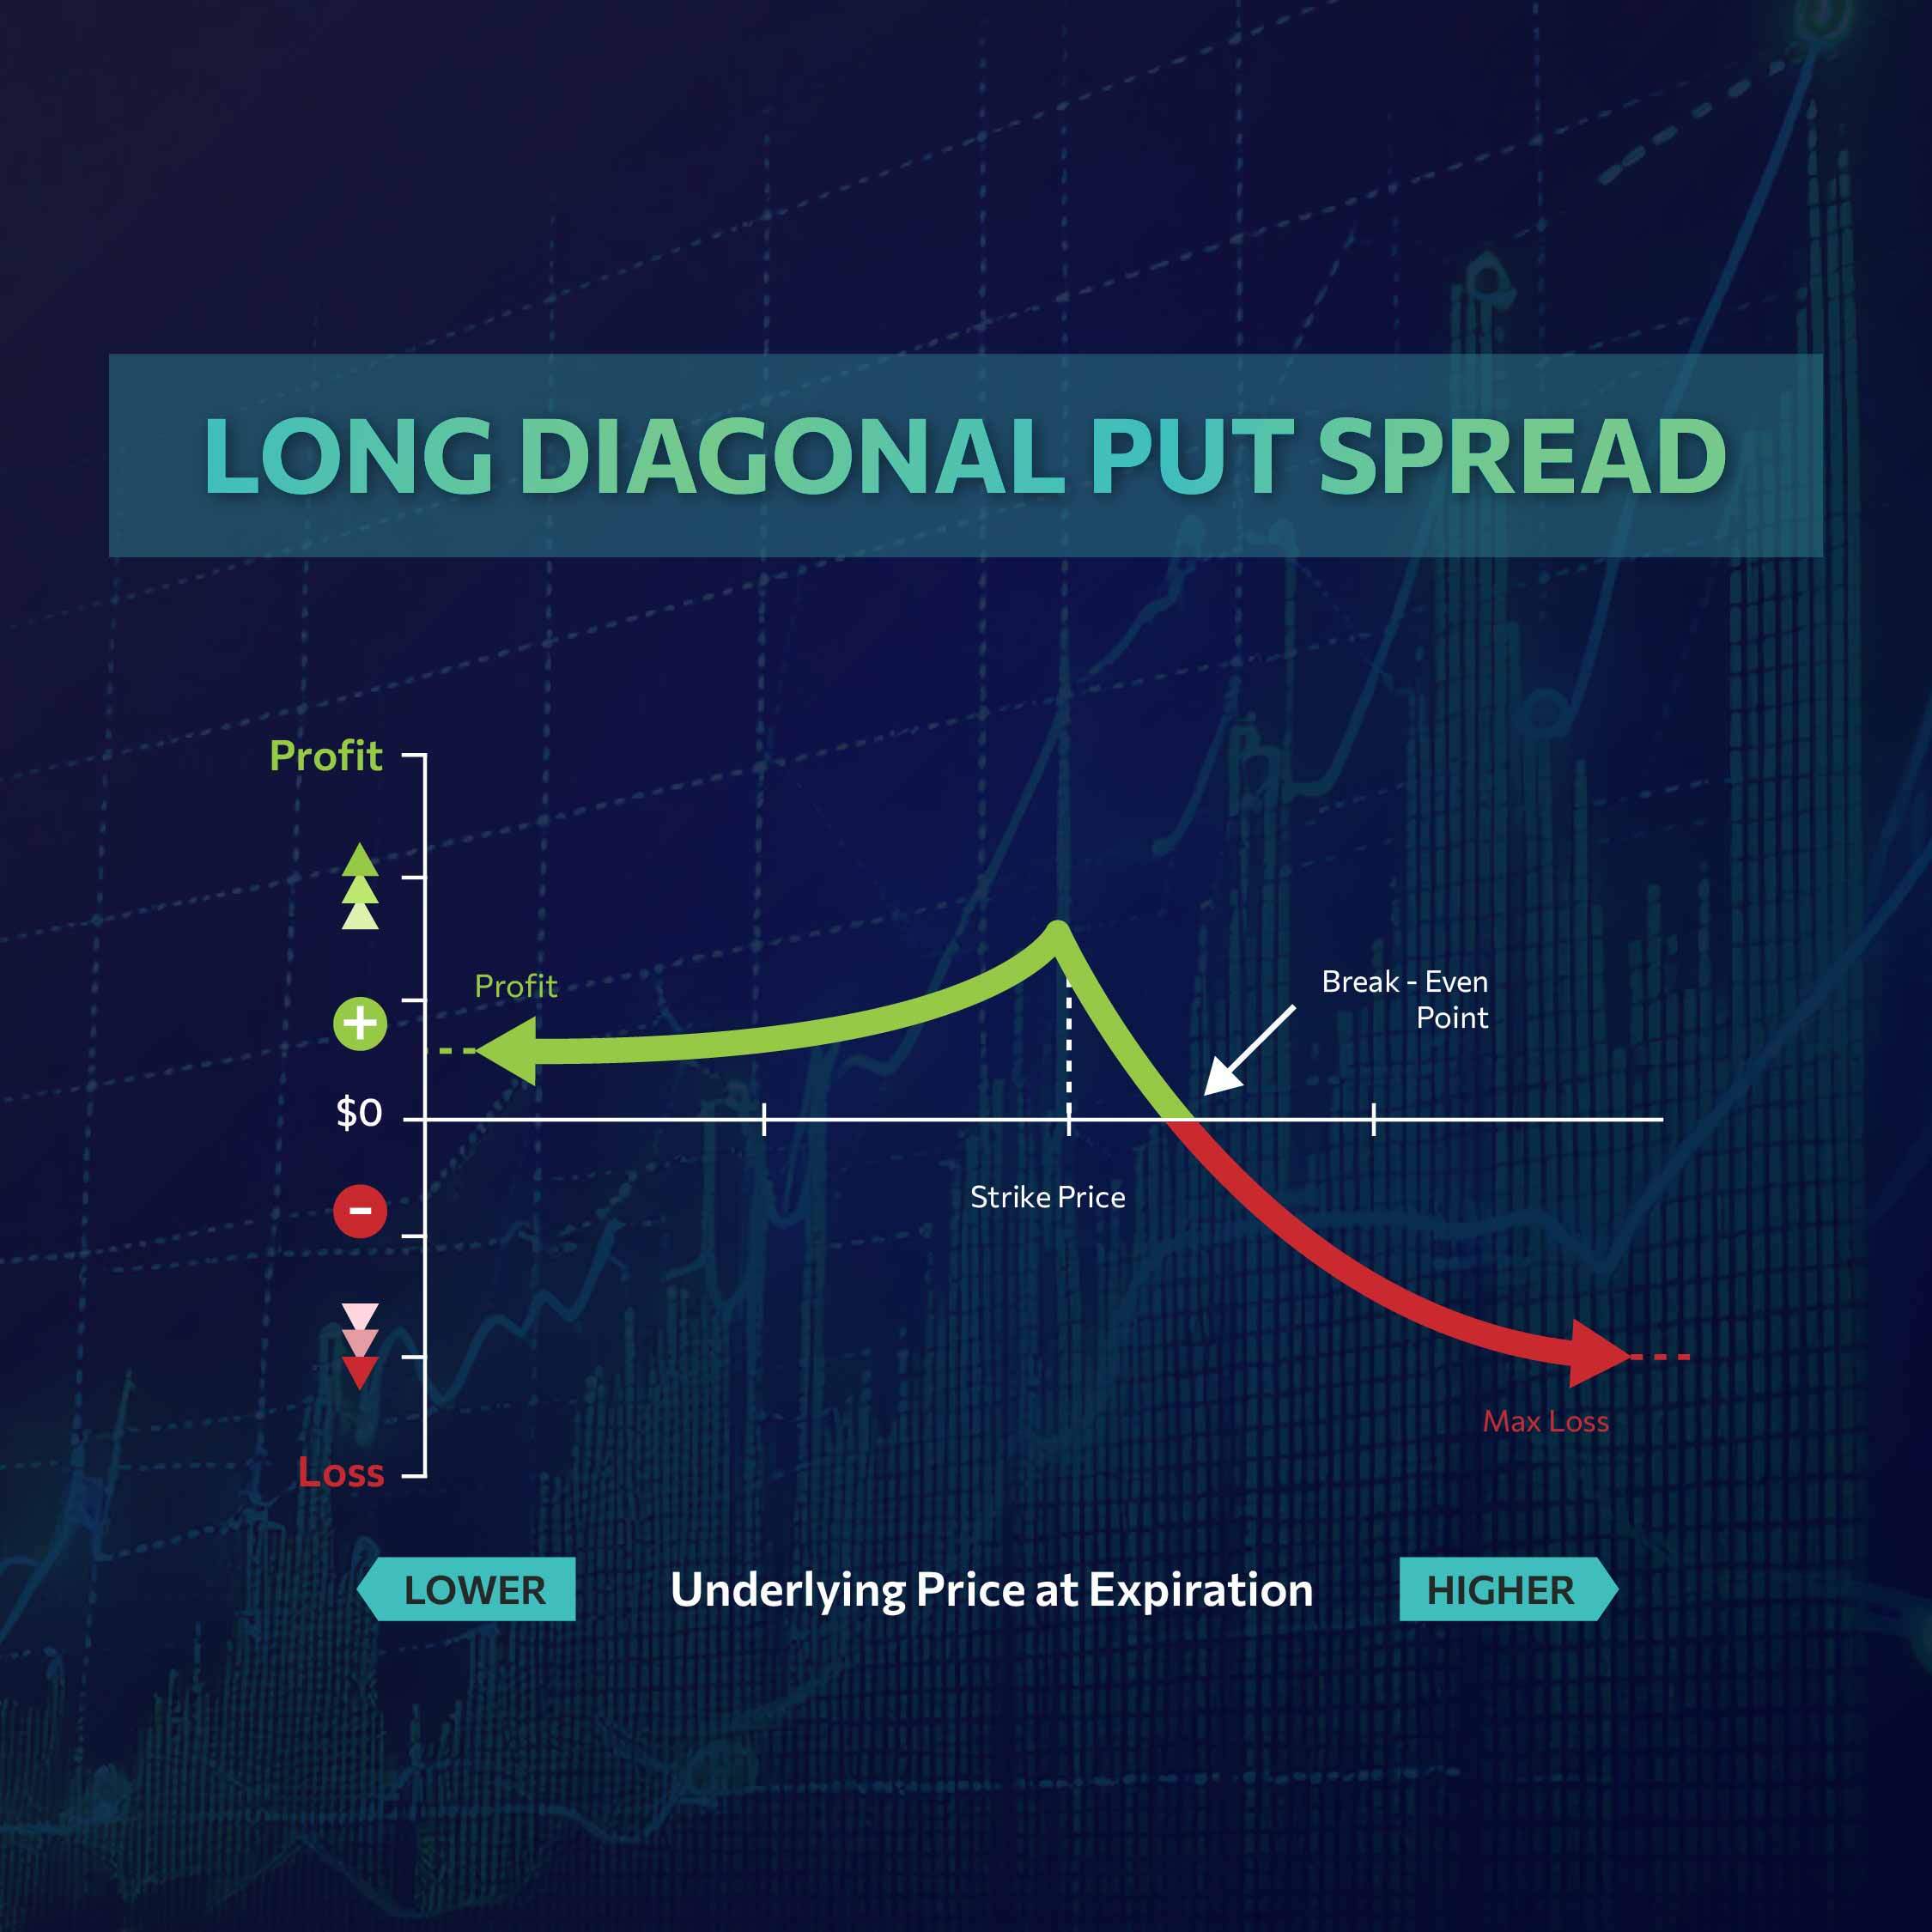 LONG DIAGONAL PUT SPREAD
Profit
Profit
Break - Even
Point
+
$0
Strike Price
-
Max Loss
Loss
LOWER
Underlying Price at Expiration
HIGHER